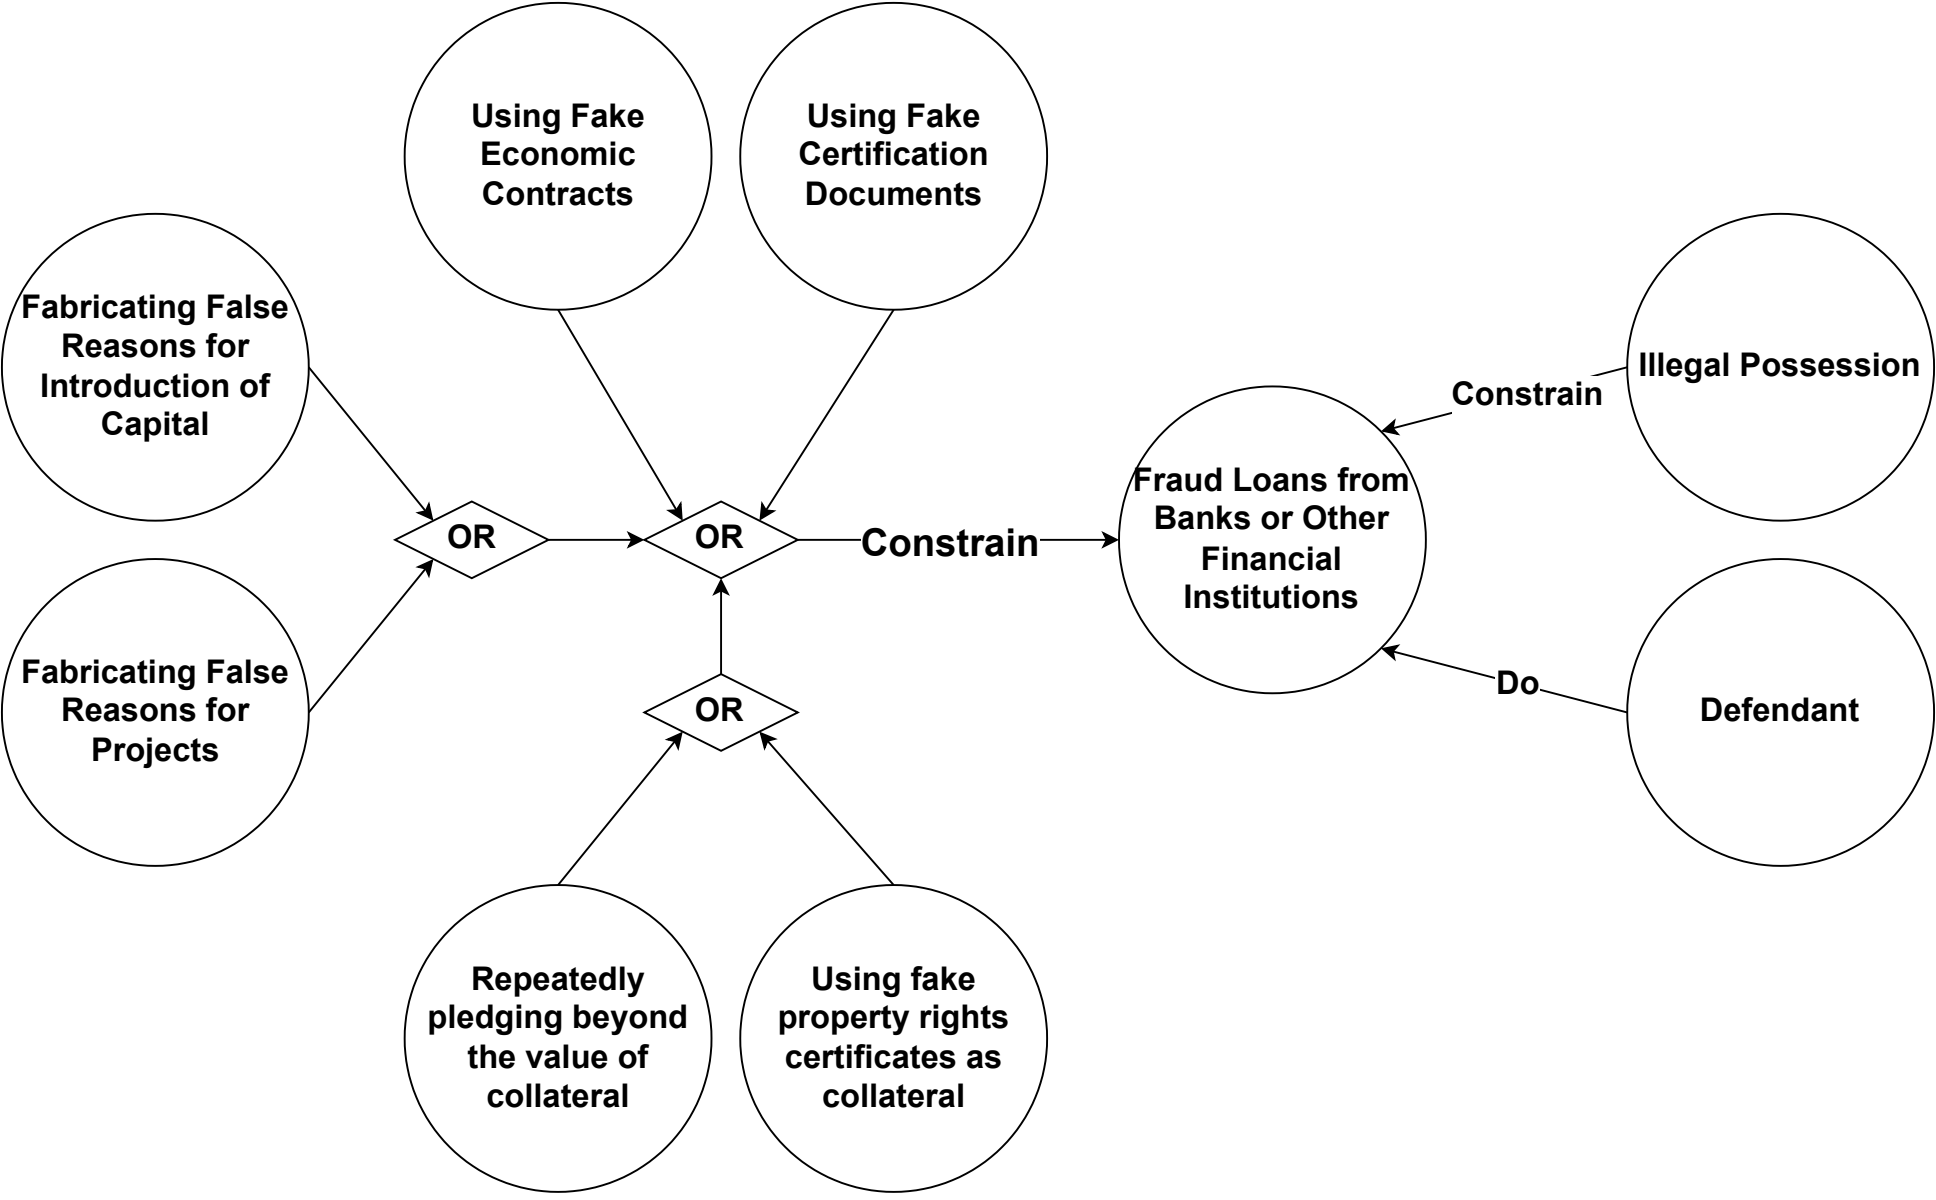 Using Fake
Economic
Contracts
Using Fake
Certification
Documents
Fabricating False
Reasons for
Introduction of
Capital
Illegal Possession
Constrain
Fraud Loans from
Banks or Other
Financial
Institutions
OR
OR
Constrain
Fabricating False
Reasons for
Projects
OR
Do
Defendant
Repeatedly
pledging beyond
the value of
collateral
Using fake
property rights
certificates as
collateral